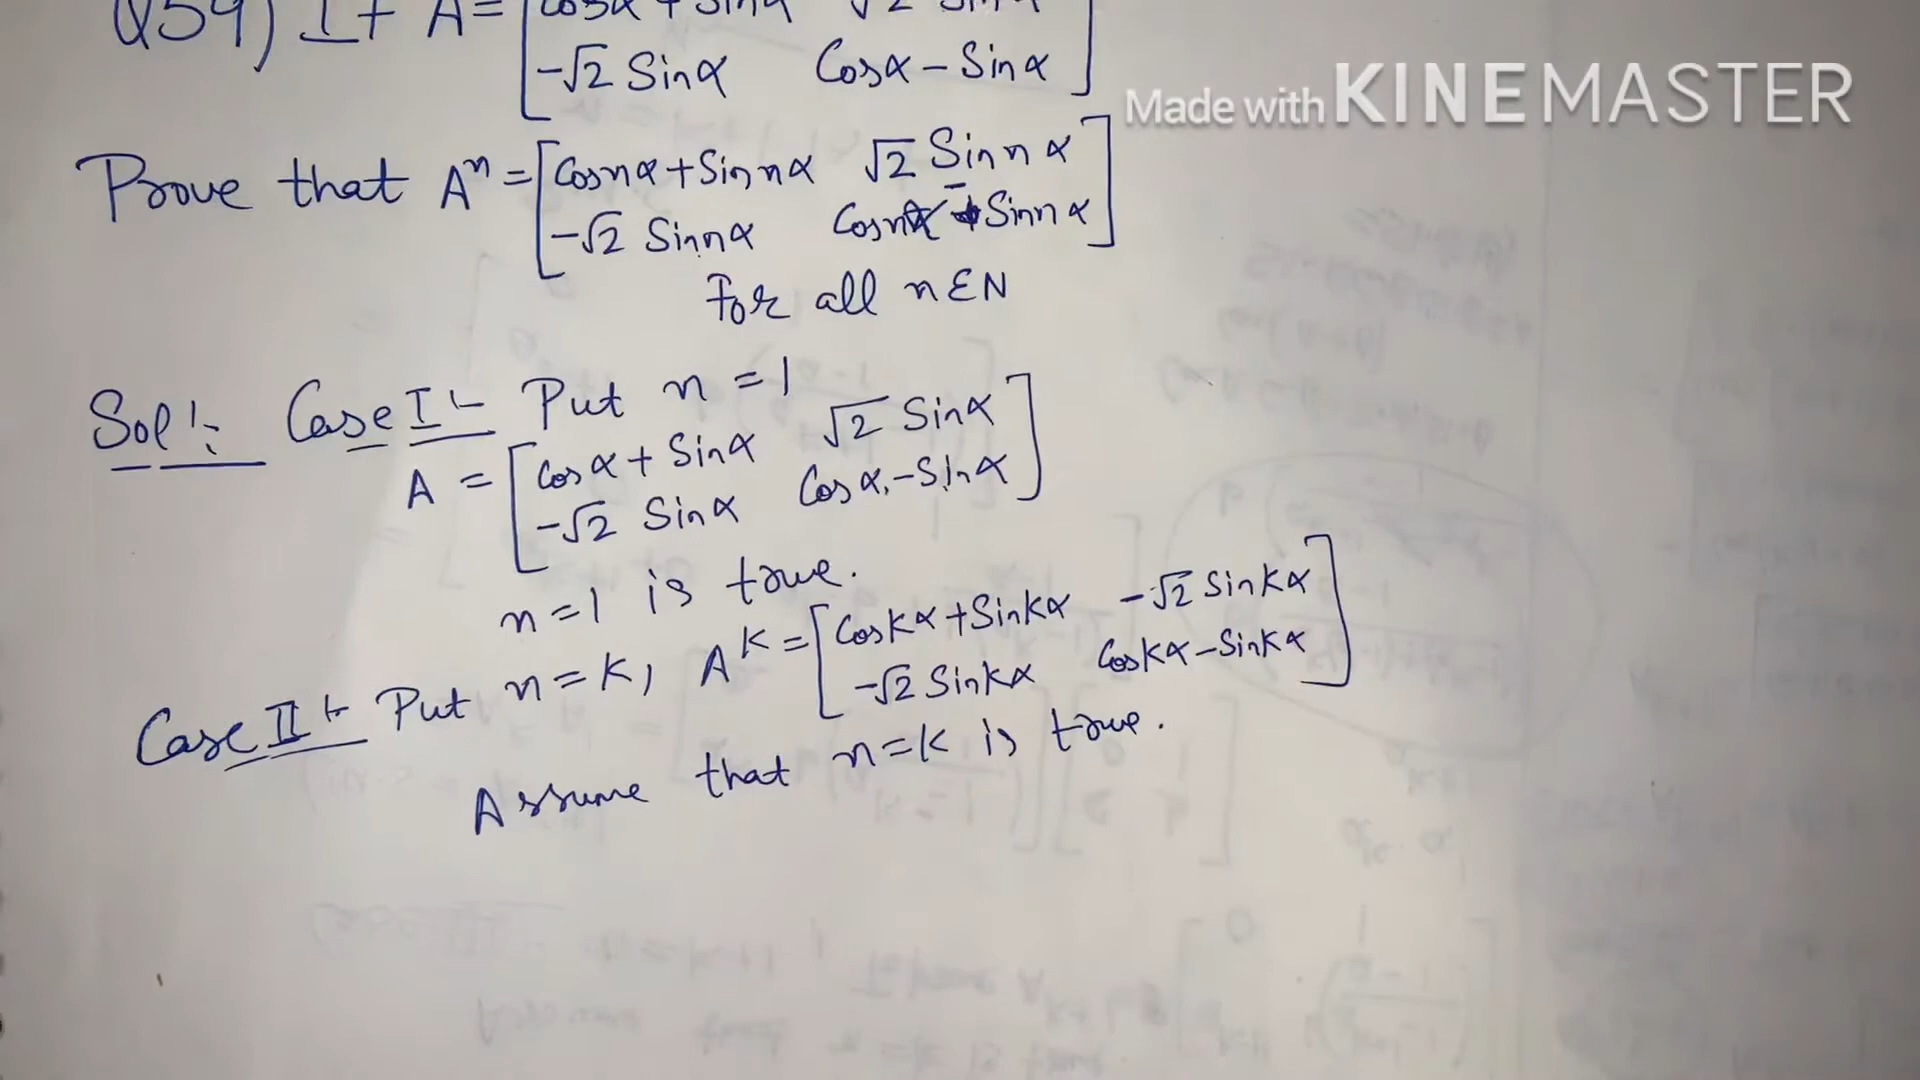 Q59) If A = [cosα + sinα √2 sinα
-√2 Sinα Cosα - Sinα]
Made with KINEMASTER
Prove that Aⁿ = [Cosnα + Sinnα √2 Sinnα
-√2 Sinnα Cosnα - Sinnα]
For all n∈N
Sol':- Case I :- Put n = 1
A = [Cosα + Sinα √2 Sinα
-√2 Sinα Cosα - Sinα]
n=1 is true.
Case II :- Put n = K, A^K = [CosKα + SinKα -√2 SinKα
-√2 SinKα CosKα - SinKα]
Assume that n=K is true.